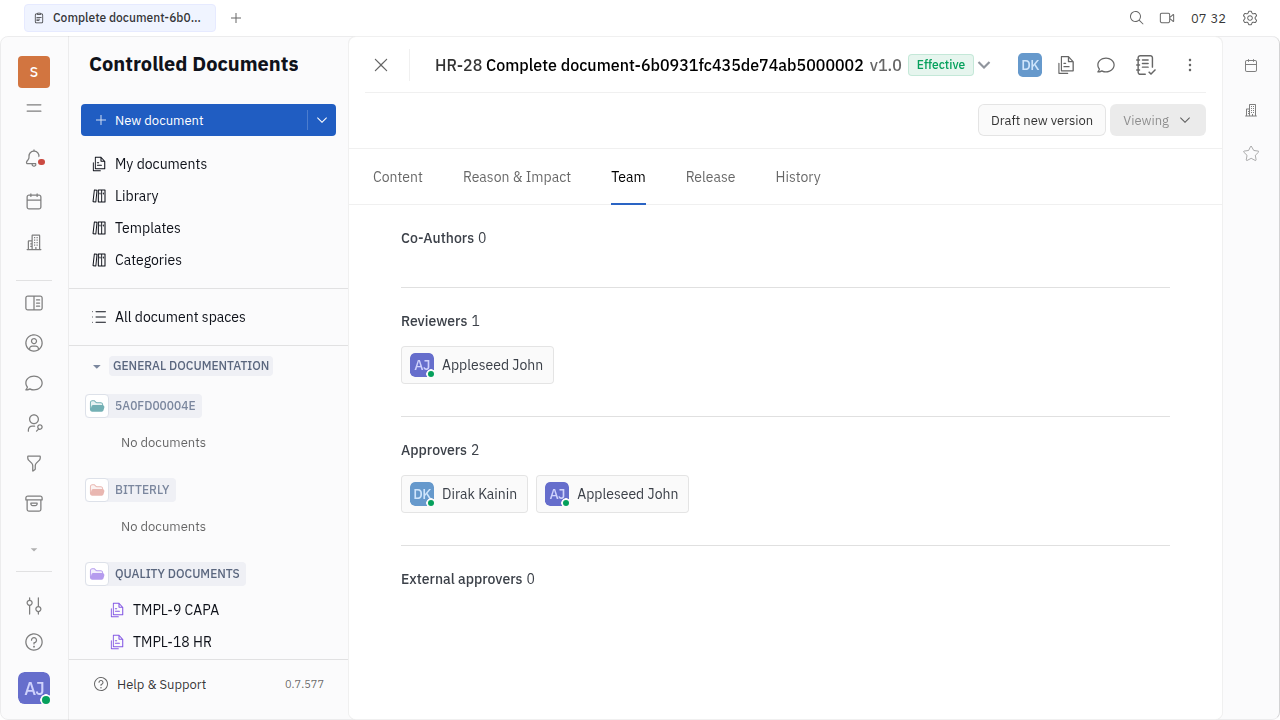 Complete document-6b0...
07 32
S
Controlled Documents
New document
My documents
Library
Templates
Categories
All document spaces
GENERAL DOCUMENTATION
5A0FD00004E
No documents
BITTERLY
No documents
QUALITY DOCUMENTS
TMPL-9 CAPA
TMPL-18 HR
Help & Support
0.7.577
AJ
HR-28 Complete document-6b0931fc435de74ab5000002 v1.0
Effective
DK
Draft new version
Viewing
Content
Reason & Impact
Team
Release
History
Co-Authors 0
Reviewers 1
AJ Appleseed John
Approvers 2
DK Dirak Kainin
AJ Appleseed John
External approvers 0